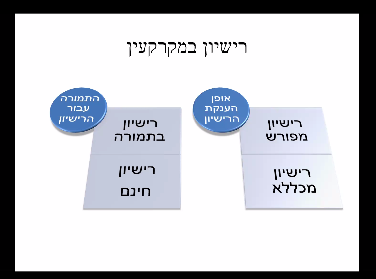 רישיון במקרקעין
אופן
הענקת
הרישיון
רישיון
מפורש
רישיון
מכללא
התמורה
עבור
הרישיון
רישיון
בתמורה
רישיון
חינם